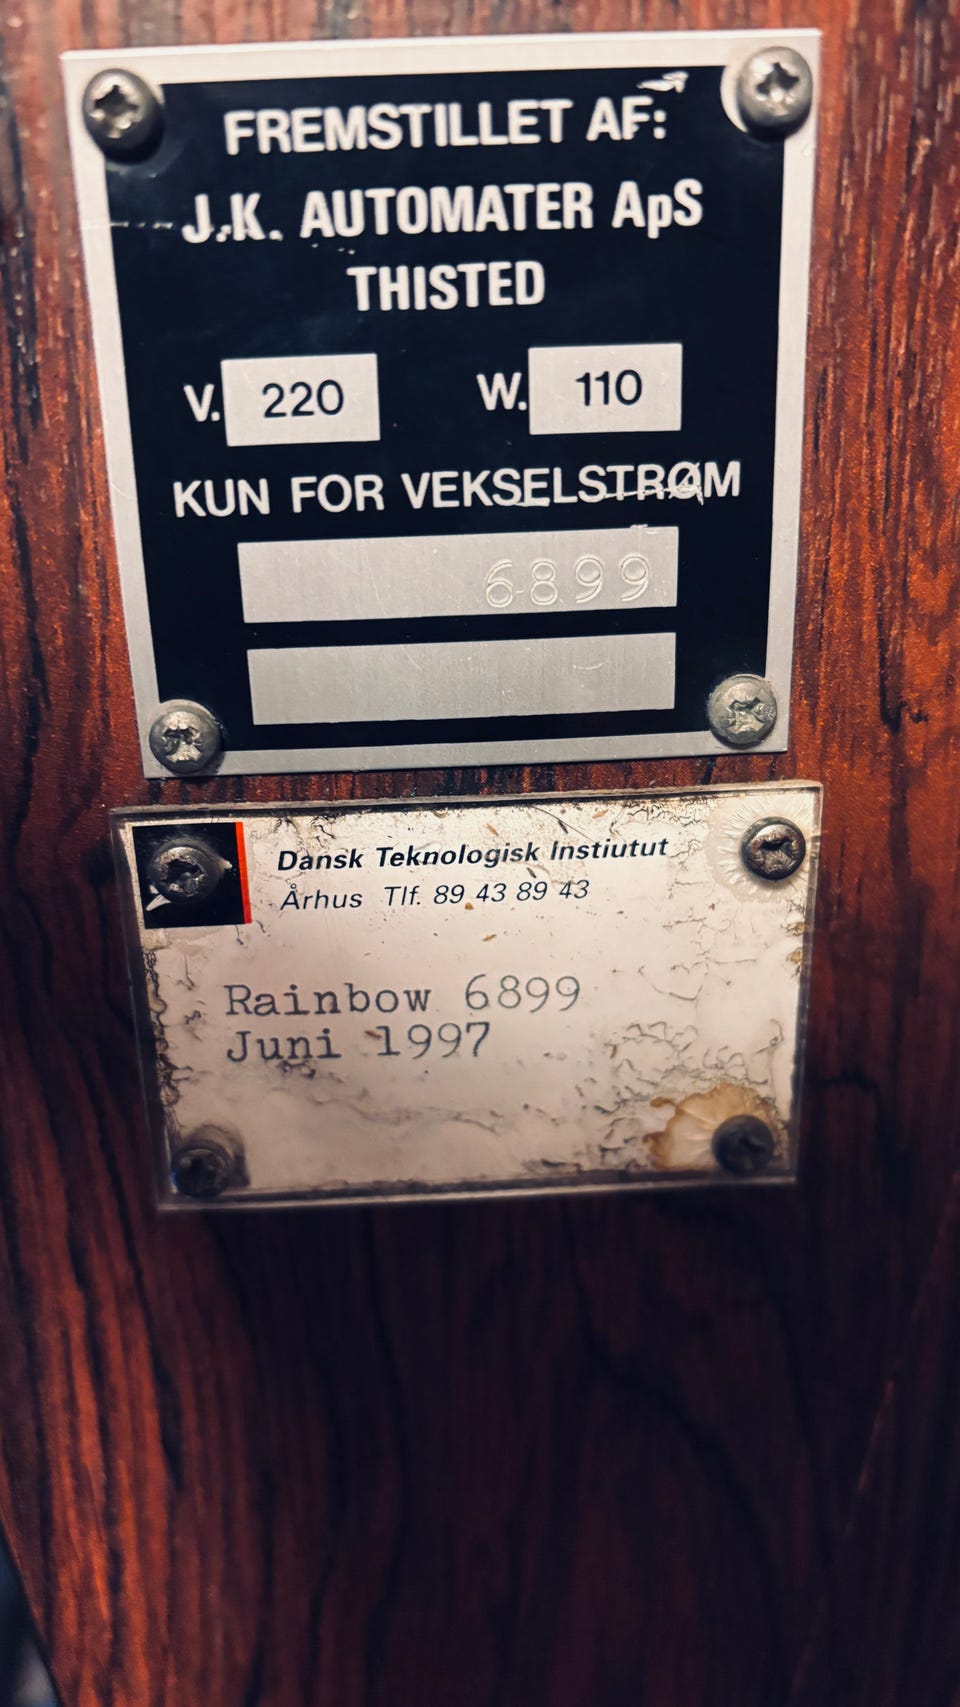 FREMSTILLET AF:
J.K. AUTOMATER ApS
THISTED
V. 220 W. 110
KUN FOR VEKSELSTRØM
6899
Dansk Teknologisk Instiutut
Århus Tlf. 89 43 89 43
Rainbow 6899
Juni 1997